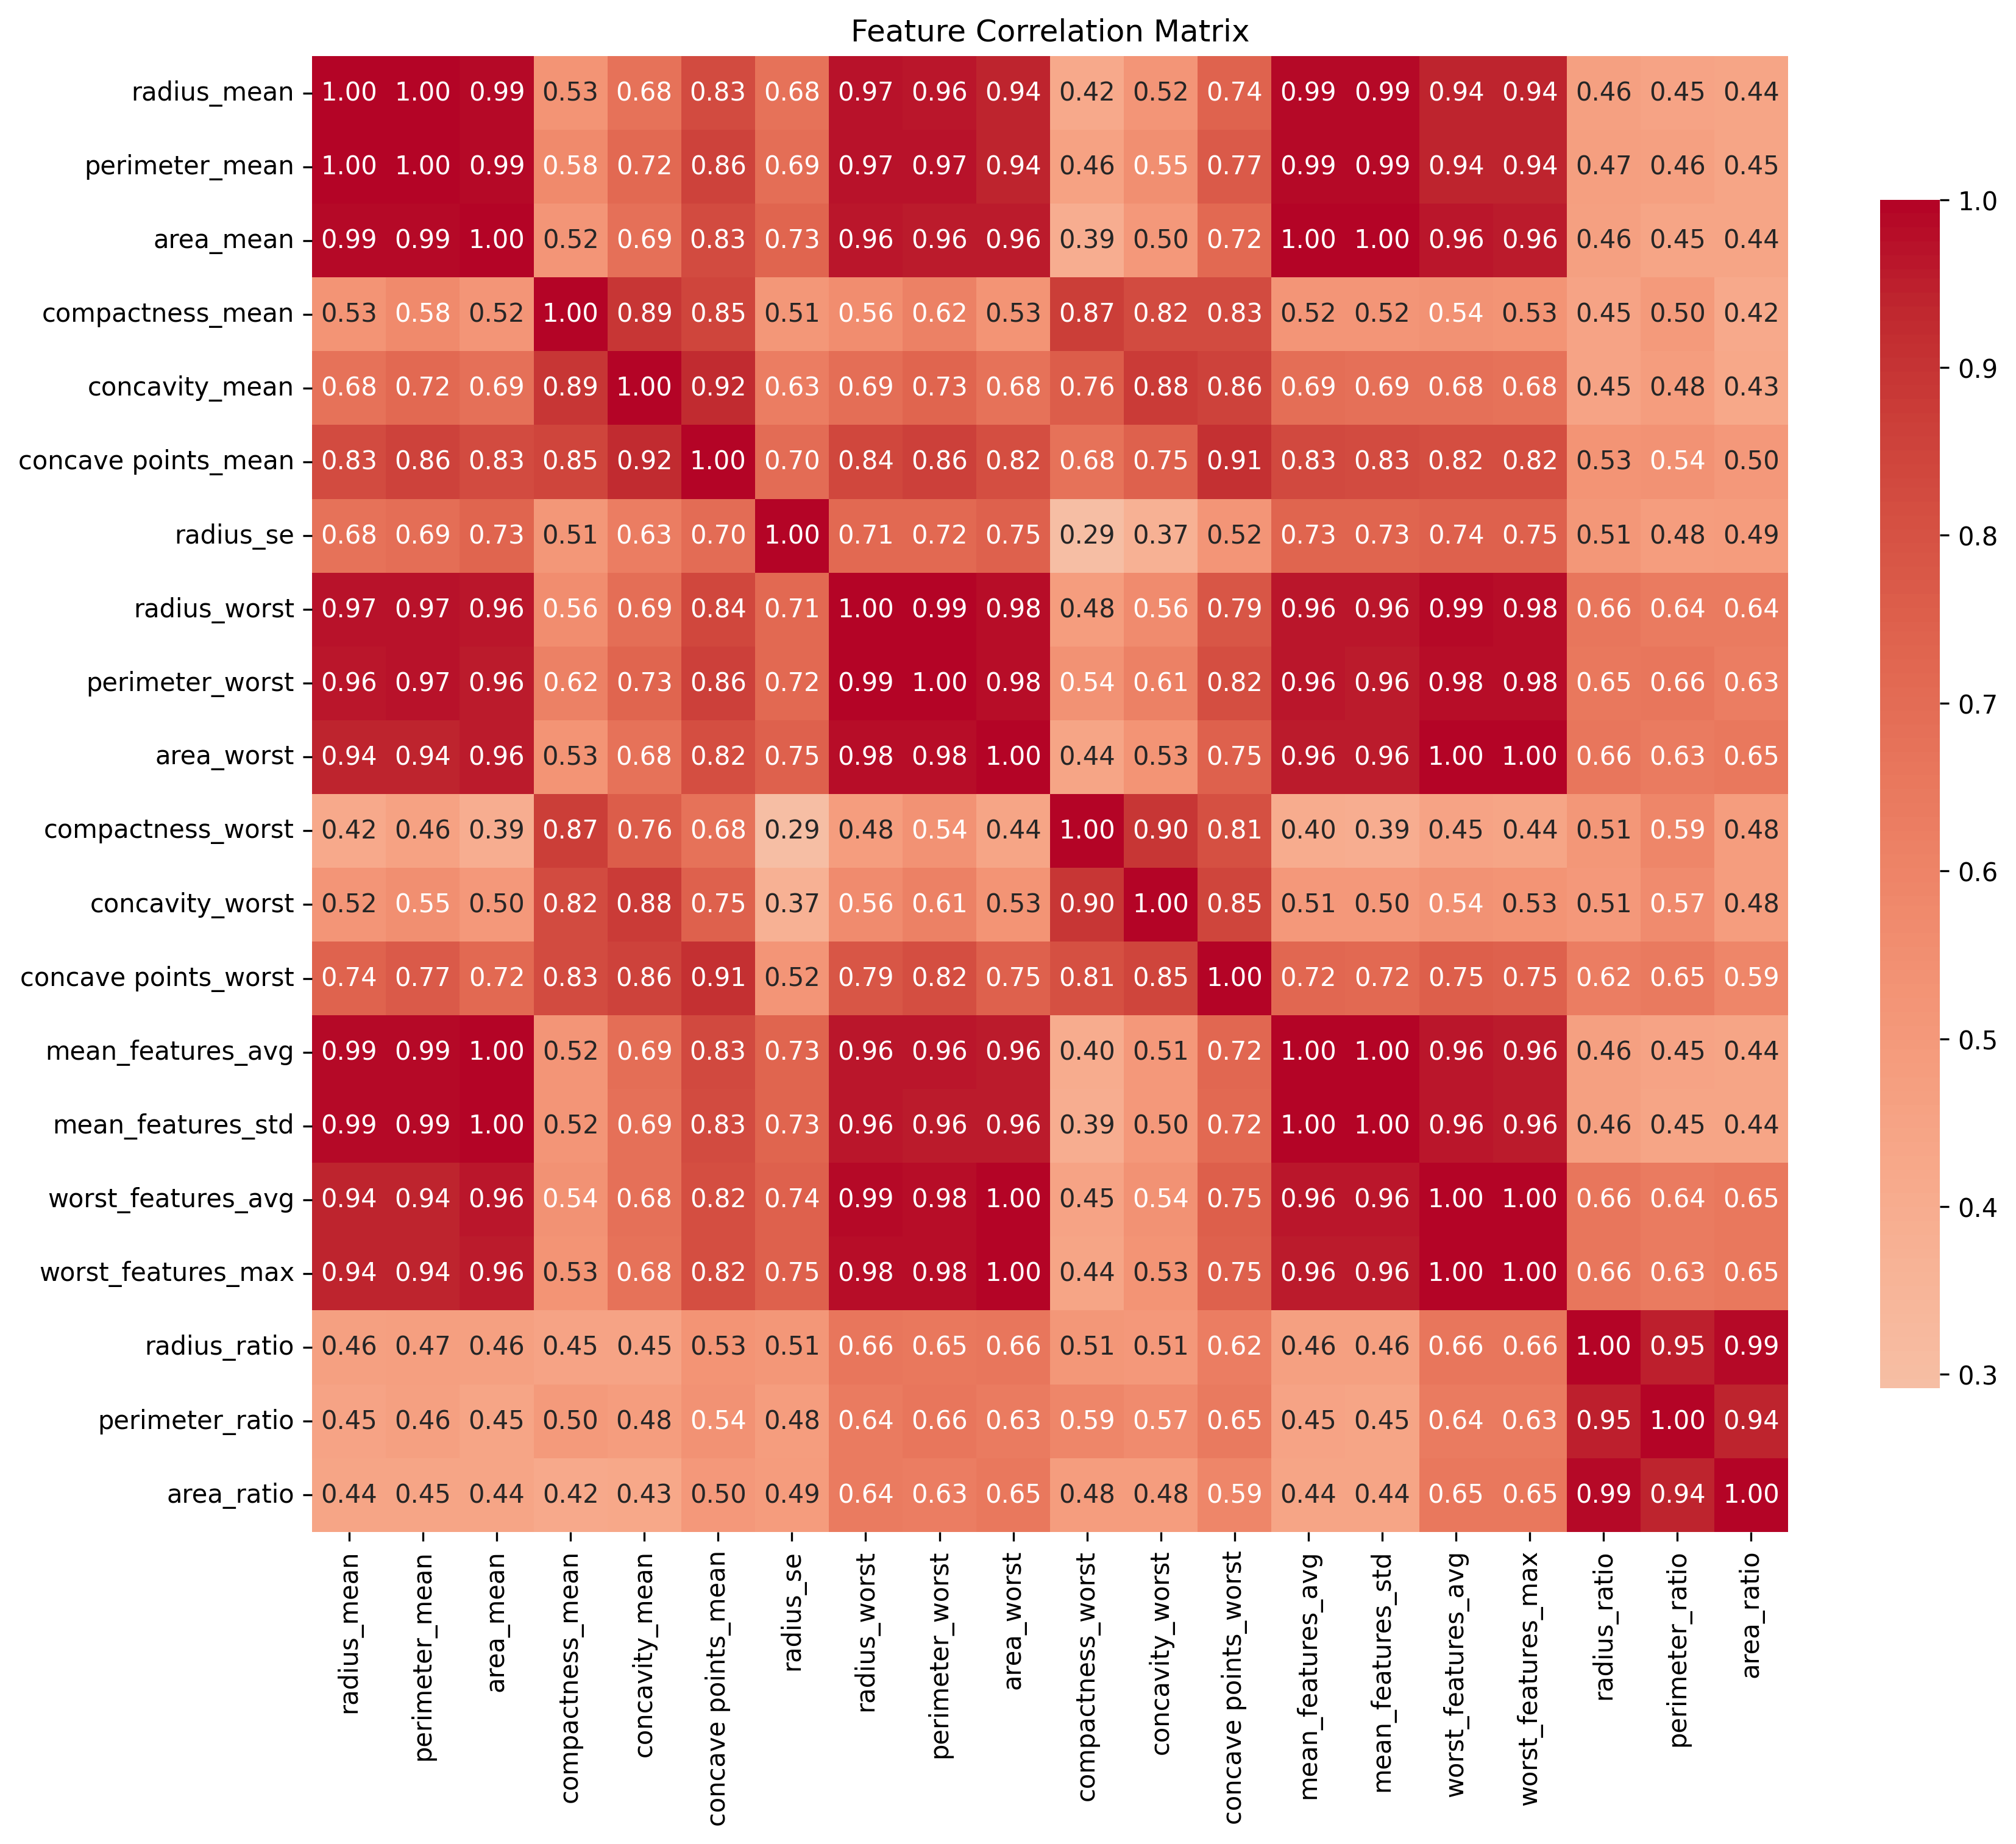 Feature Correlation Matrix
radius_mean 1.00 1.00 0.99 0.53 0.68 0.83 0.68 0.97 0.96 0.94 0.42 0.52 0.74 0.99 0.99 0.94 0.94 0.46 0.45 0.44
perimeter_mean 1.00 1.00 0.99 0.58 0.72 0.86 0.69 0.97 0.97 0.94 0.46 0.55 0.77 0.99 0.99 0.94 0.94 0.47 0.46 0.45
area_mean 0.99 0.99 1.00 0.52 0.69 0.83 0.73 0.96 0.96 0.96 0.39 0.50 0.72 1.00 1.00 0.96 0.96 0.46 0.45 0.44
compactness_mean 0.53 0.58 0.52 1.00 0.89 0.85 0.51 0.56 0.62 0.53 0.87 0.82 0.83 0.52 0.52 0.54 0.53 0.45 0.50 0.42
concavity_mean 0.68 0.72 0.69 0.89 1.00 0.92 0.63 0.69 0.73 0.68 0.76 0.88 0.86 0.69 0.69 0.68 0.68 0.45 0.48 0.43
concave points_mean 0.83 0.86 0.83 0.85 0.92 1.00 0.70 0.84 0.86 0.82 0.68 0.75 0.91 0.83 0.83 0.82 0.82 0.53 0.54 0.50
radius_se 0.68 0.69 0.73 0.51 0.63 0.70 1.00 0.71 0.72 0.75 0.29 0.37 0.52 0.73 0.73 0.74 0.75 0.51 0.48 0.49
radius_worst 0.97 0.97 0.96 0.56 0.69 0.84 0.71 1.00 0.99 0.98 0.48 0.56 0.79 0.96 0.96 0.99 0.98 0.66 0.64 0.64
perimeter_worst 0.96 0.97 0.96 0.62 0.73 0.86 0.72 0.99 1.00 0.98 0.54 0.61 0.82 0.96 0.96 0.98 0.98 0.65 0.66 0.63
area_worst 0.94 0.94 0.96 0.53 0.68 0.82 0.75 0.98 0.98 1.00 0.44 0.53 0.75 0.96 0.96 1.00 1.00 0.66 0.63 0.65
compactness_worst 0.42 0.46 0.39 0.87 0.76 0.68 0.29 0.48 0.54 0.44 1.00 0.90 0.81 0.40 0.39 0.45 0.44 0.51 0.59 0.48
concavity_worst 0.52 0.55 0.50 0.82 0.88 0.75 0.37 0.56 0.61 0.53 0.90 1.00 0.85 0.51 0.50 0.54 0.53 0.51 0.57 0.48
concave points_worst 0.74 0.77 0.72 0.83 0.86 0.91 0.52 0.79 0.82 0.75 0.81 0.85 1.00 0.72 0.72 0.75 0.75 0.62 0.65 0.59
mean_features_avg 0.99 0.99 1.00 0.52 0.69 0.83 0.73 0.96 0.96 0.96 0.40 0.51 0.72 1.00 1.00 0.96 0.96 0.46 0.45 0.44
mean_features_std 0.99 0.99 1.00 0.52 0.69 0.83 0.73 0.96 0.96 0.96 0.39 0.50 0.72 1.00 1.00 0.96 0.96 0.46 0.45 0.44
worst_features_avg 0.94 0.94 0.96 0.54 0.68 0.82 0.74 0.99 0.98 1.00 0.45 0.54 0.75 0.96 0.96 1.00 1.00 0.66 0.64 0.65
worst_features_max 0.94 0.94 0.96 0.53 0.68 0.82 0.75 0.98 0.98 1.00 0.44 0.53 0.75 0.96 0.96 1.00 1.00 0.66 0.63 0.65
radius_ratio 0.46 0.47 0.46 0.45 0.45 0.53 0.51 0.66 0.65 0.66 0.51 0.51 0.62 0.46 0.46 0.66 0.66 1.00 0.95 0.99
perimeter_ratio 0.45 0.46 0.45 0.50 0.48 0.54 0.48 0.64 0.66 0.63 0.59 0.57 0.65 0.45 0.45 0.64 0.63 0.95 1.00 0.94
area_ratio 0.44 0.45 0.44 0.42 0.43 0.50 0.49 0.64 0.63 0.65 0.48 0.48 0.59 0.44 0.44 0.65 0.65 0.99 0.94 1.00
radius_mean
perimeter_mean
area_mean
compactness_mean
concavity_mean
concave points_mean
radius_se
radius_worst
perimeter_worst
area_worst
compactness_worst
concavity_worst
concave points_worst
mean_features_avg
mean_features_std
worst_features_avg
worst_features_max
radius_ratio
perimeter_ratio
area_ratio
1.0
0.9
0.8
0.7
0.6
0.5
0.4
0.3